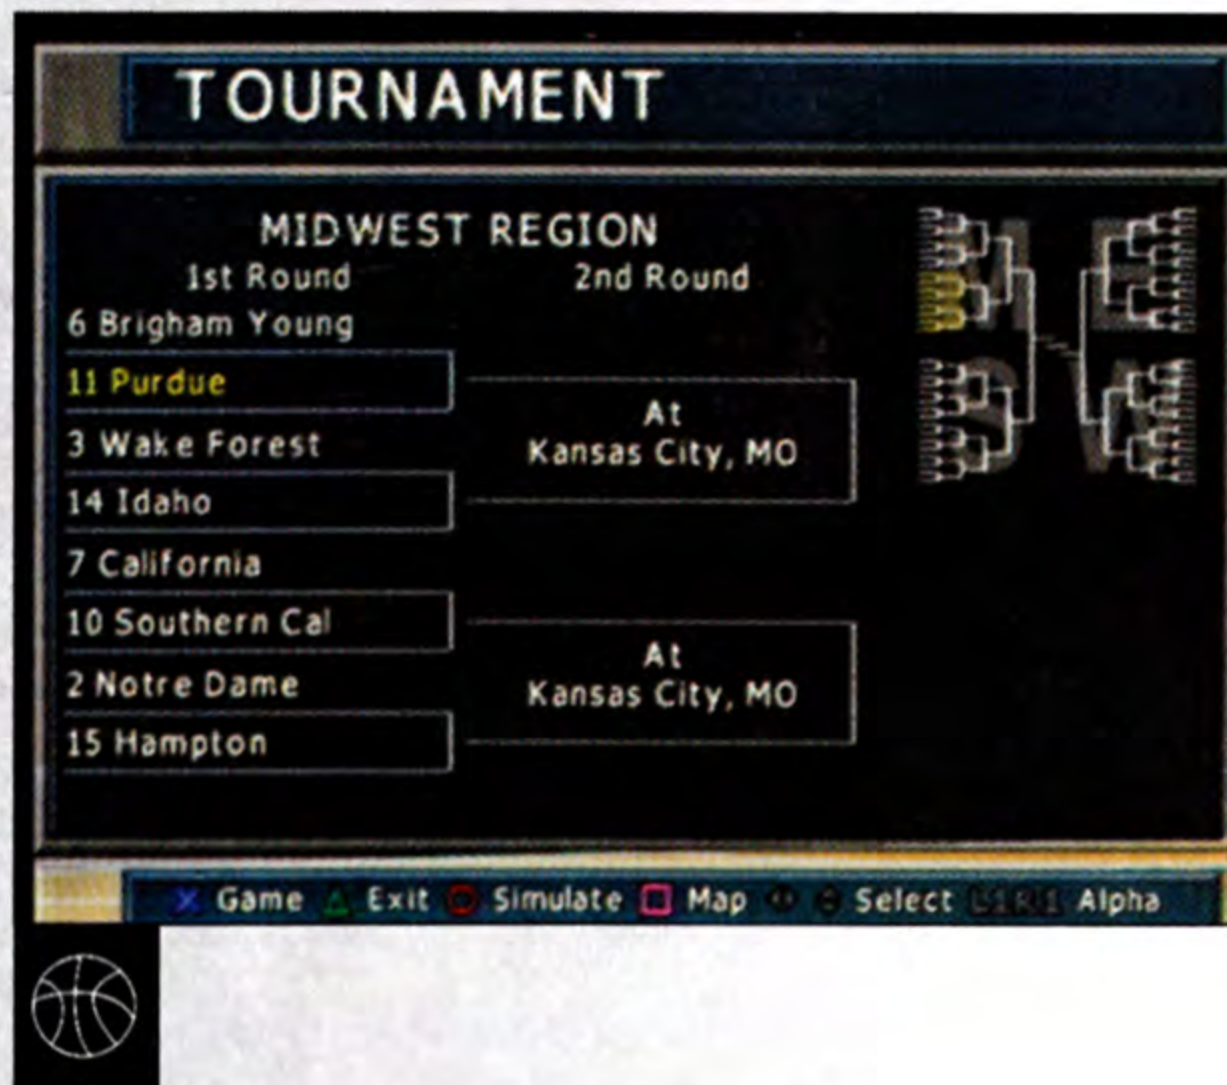 TOURNAMENT
MIDWEST REGION
1st Round 2nd Round
6 Brigham Young
11 Purdue
3 Wake Forest
14 Idaho
7 California
10 Southern Cal
2 Notre Dame
15 Hampton
At
Kansas City, MO
At
Kansas City, MO
M E
S W
X Game Exit Simulate Map Select L1 R1 Alpha